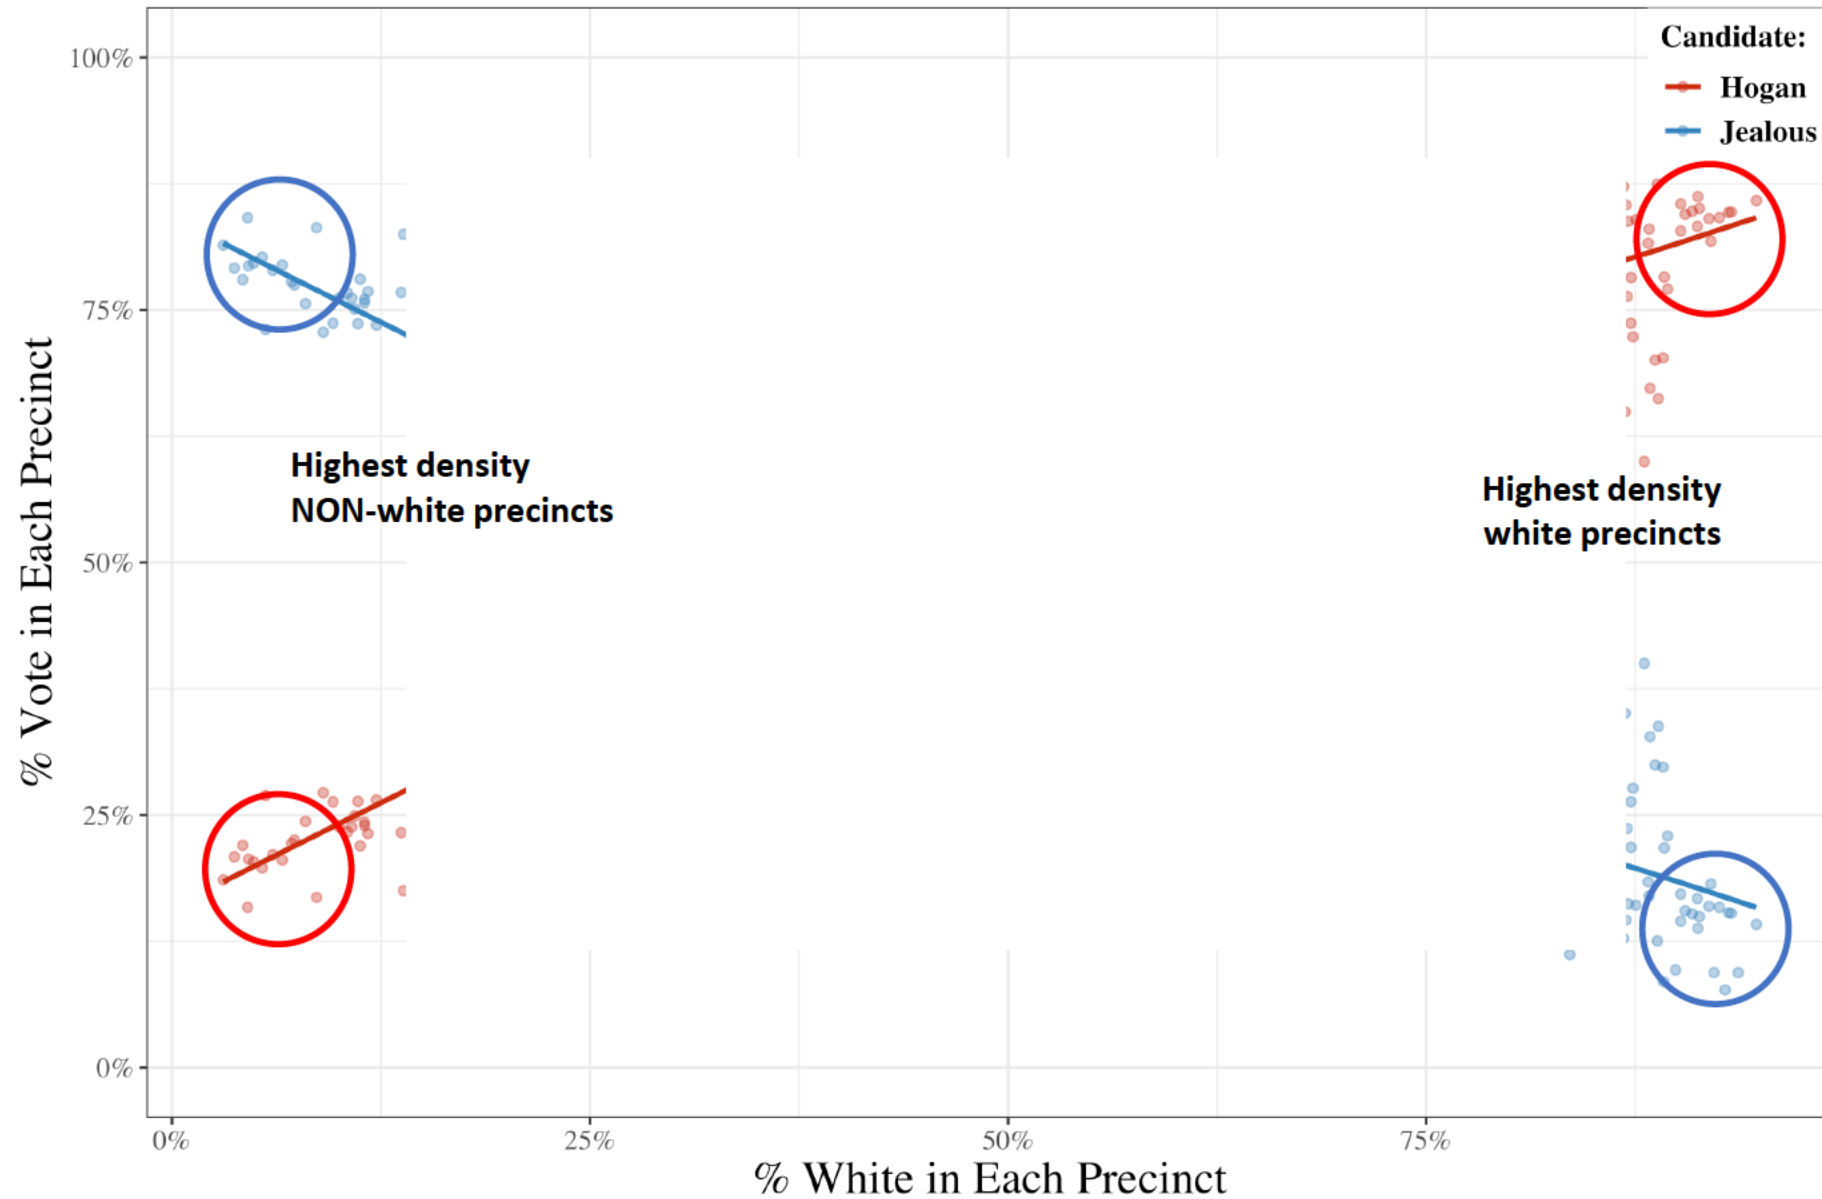 Candidate:
Hogan
Jealous
100%
75%
50%
25%
0%
% Vote in Each Precinct
Highest density
NON-white precincts
Highest density
white precincts
0%
25%
50%
75%
% White in Each Precinct